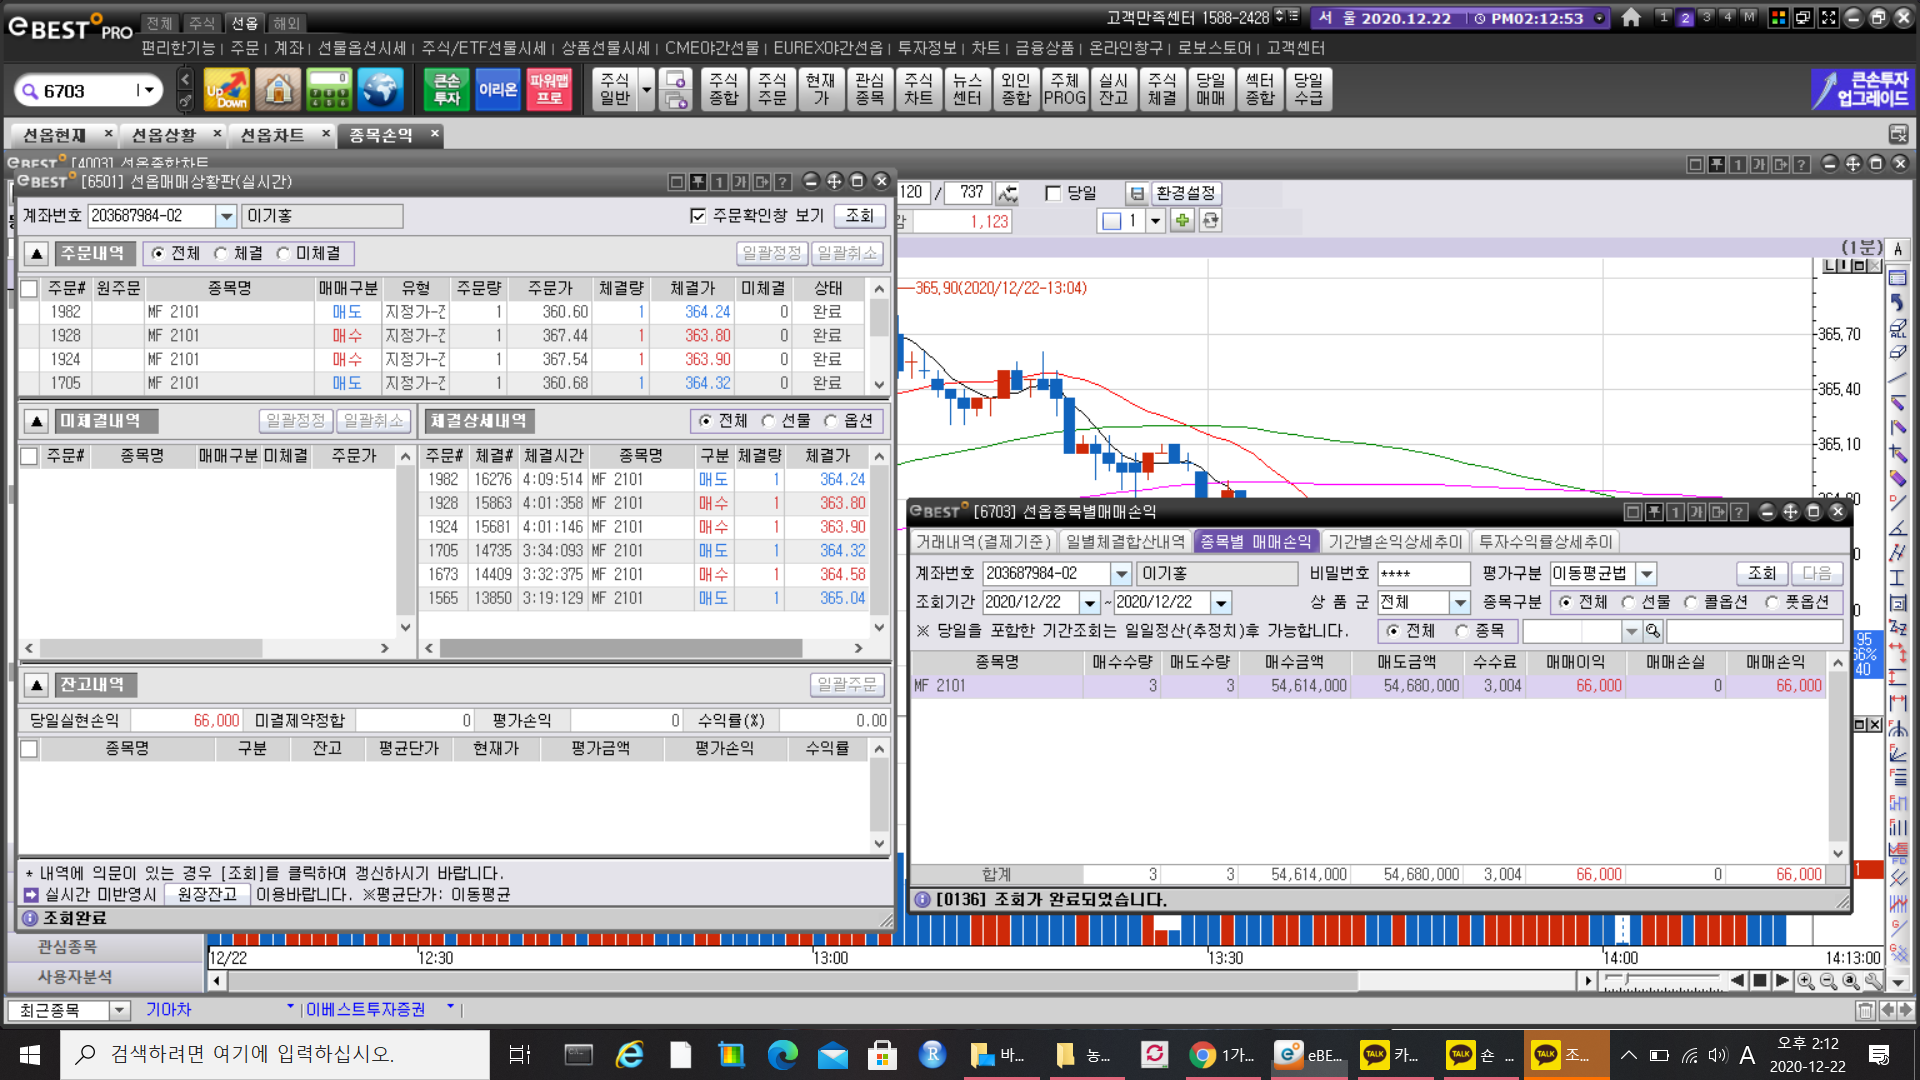 eBEST PRO 전체 주식 선옵 해외 고객만족센터 1588-2428 서 울 2020.12.22 PM02:12:53 1 2 3 4 M
편리한기능 주문 계좌 선물옵션시세 주식/ETF선물시세 상품선물시세 CME야간선물 EUREX야간선옵 투자정보 차트 금융상품 온라인창구 로보스토어 고객센터
6703 Up Down 큰손 투자 이리온 파워맵 프로 주식 일반 주식 종합 주식 주문 현재 가 관심 종목 주식 차트 뉴스 센터 외인 종합 주체 PROG 실시 잔고 주식 체결 당일 매매 섹터 종합 당일 수급 큰손투자 업그레이드
선옵현재 × 선옵상황 × 선옵차트 × 종목손익 ×
eBEST [4003] 선옵종합차트 1 가 ?
eBEST [6501] 선옵매매상황판(실시간) 1 가 ?
120 / 737 당일 환경설정
계좌번호 203687984-02 이기홍 주문확인창 보기 조회
1,123 1
주문내역 전체 체결 미체결 일괄정정 일괄취소
(1분) A
주문# 원주문 종목명 매매구분 유형 주문량 주문가 체결량 체결가 미체결 상태
1982 MF 2101 매도 지정가-전 1 360.60 1 364.24 0 완료
1928 MF 2101 매수 지정가-전 1 367.44 1 363.80 0 완료
1924 MF 2101 매수 지정가-전 1 367.54 1 363.90 0 완료
1705 MF 2101 매도 지정가-전 1 360.68 1 364.32 0 완료
365,90(2020/12/22-13:04)
365,70
365,40
365,10
364,80
미체결내역 일괄정정 일괄취소
주문# 종목명 매매구분 미체결 주문가
체결상세내역 전체 선물 옵션
주문# 체결# 체결시간 종목명 구분 체결량 체결가
1982 16276 4:09:514 MF 2101 매도 1 364.24
1928 15863 4:01:358 MF 2101 매수 1 363.80
1924 15681 4:01:146 MF 2101 매수 1 363.90
1705 14735 3:34:093 MF 2101 매도 1 364.32
1673 14409 3:32:375 MF 2101 매수 1 364.58
1565 13850 3:19:129 MF 2101 매도 1 365.04
eBEST [6703] 선옵종목별매매손익 1 가 ?
거래내역(결제기준) 일별체결합산내역 종목별 매매손익 기간별손익상세추이 투자수익률상세추이
계좌번호 203687984-02 이기홍 비밀번호 **** 평가구분 이동평균법 조회 다음
조회기간 2020/12/22 ~ 2020/12/22 상 품 군 전체 종목구분 전체 선물 콜옵션 풋옵션
※ 당일을 포함한 기간조회는 일일정산(추정치)후 가능합니다. 전체 종목
종목명 매수수량 매도수량 매수금액 매도금액 수수료 매매이익 매매손실 매매손익
MF 2101 3 3 54,614,000 54,680,000 3,004 66,000 0 66,000
합계 3 3 54,614,000 54,680,000 3,004 66,000 0 66,000
[0136] 조회가 완료되었습니다.
95
66%
40
잔고내역 일괄주문
당일실현손익 66,000 미결제약정합 0 평가손익 0 수익률(%) 0.00
종목명 구분 잔고 평균단가 현재가 평가금액 평가손익 수익률
* 내역에 의문이 있는 경우 [조회]를 클릭하여 갱신하시기 바랍니다.
실시간 미반영시 원장잔고 이용바랍니다. ※평균단가: 이동평균
조회완료
관심종목
사용자분석
12/22 12:30 13:00 13:30 14:00 14:13:00
최근종목 기아차 이베스트투자증권
검색하려면 여기에 입력하십시오. 바... 농... 1가... eBE... 카... 숀 ... 조... A 오후 2:12
2020-12-22